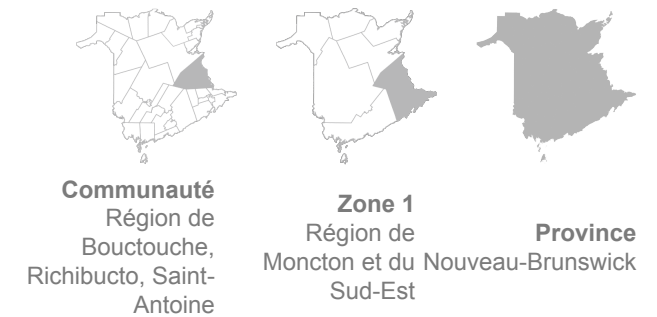 Communauté
Région de
Bouctouche,
Richibucto, Saint-
Antoine
Zone 1
Région de
Moncton et du
Sud-Est
Province
Nouveau-Brunswick